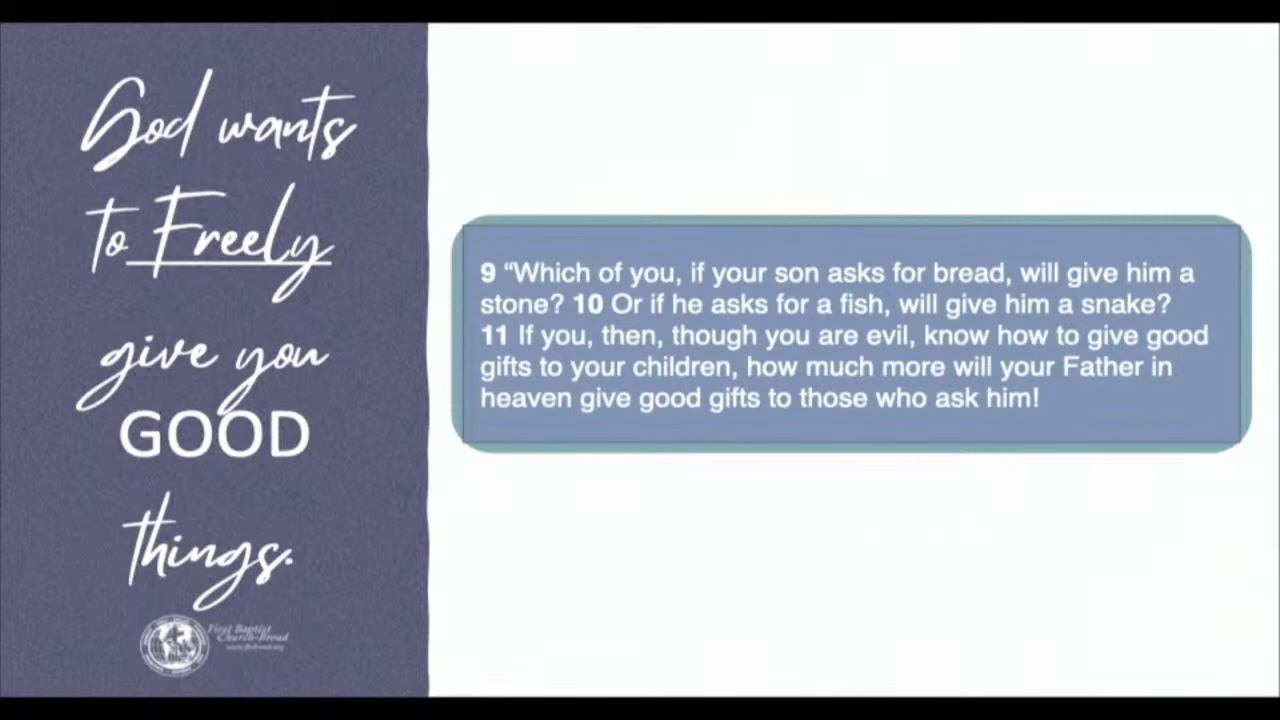 God wants
to Freely
give you
GOOD
things.
First Baptist
Church-Broad
www.fbcbroad.org
9 “Which of you, if your son asks for bread, will give him a
stone? 10 Or if he asks for a fish, will give him a snake?
11 If you, then, though you are evil, know how to give good
gifts to your children, how much more will your Father in
heaven give good gifts to those who ask him!